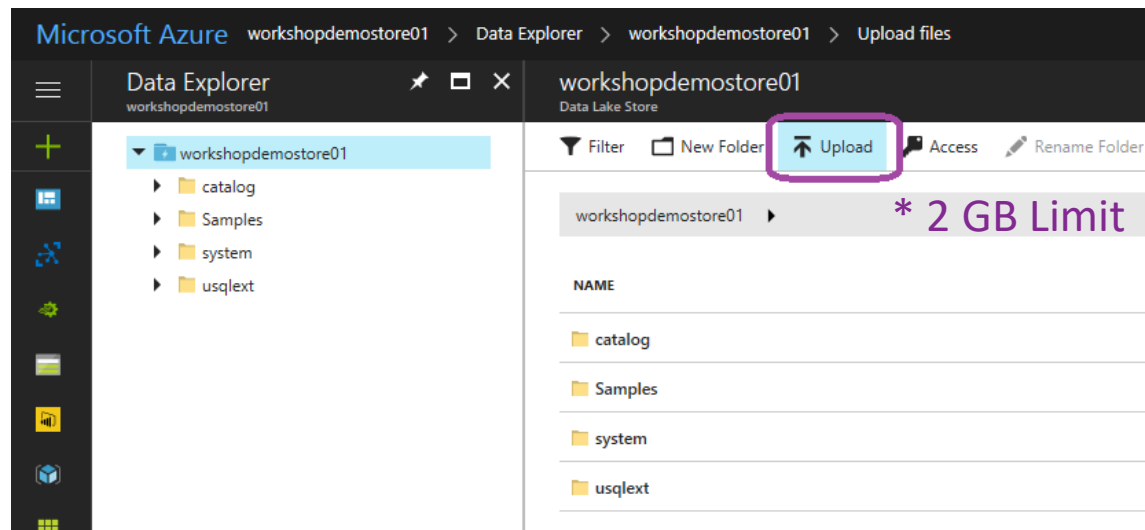 Microsoft Azure workshopdemostore01 > Data Explorer > workshopdemostore01 > Upload files
Data Explorer
workshopdemostore01
workshopdemostore01
catalog
Samples
system
usqlext
workshopdemostore01
Data Lake Store
Filter New Folder Upload Access Rename Folder
workshopdemostore01
* 2 GB Limit
NAME
catalog
Samples
system
usqlext